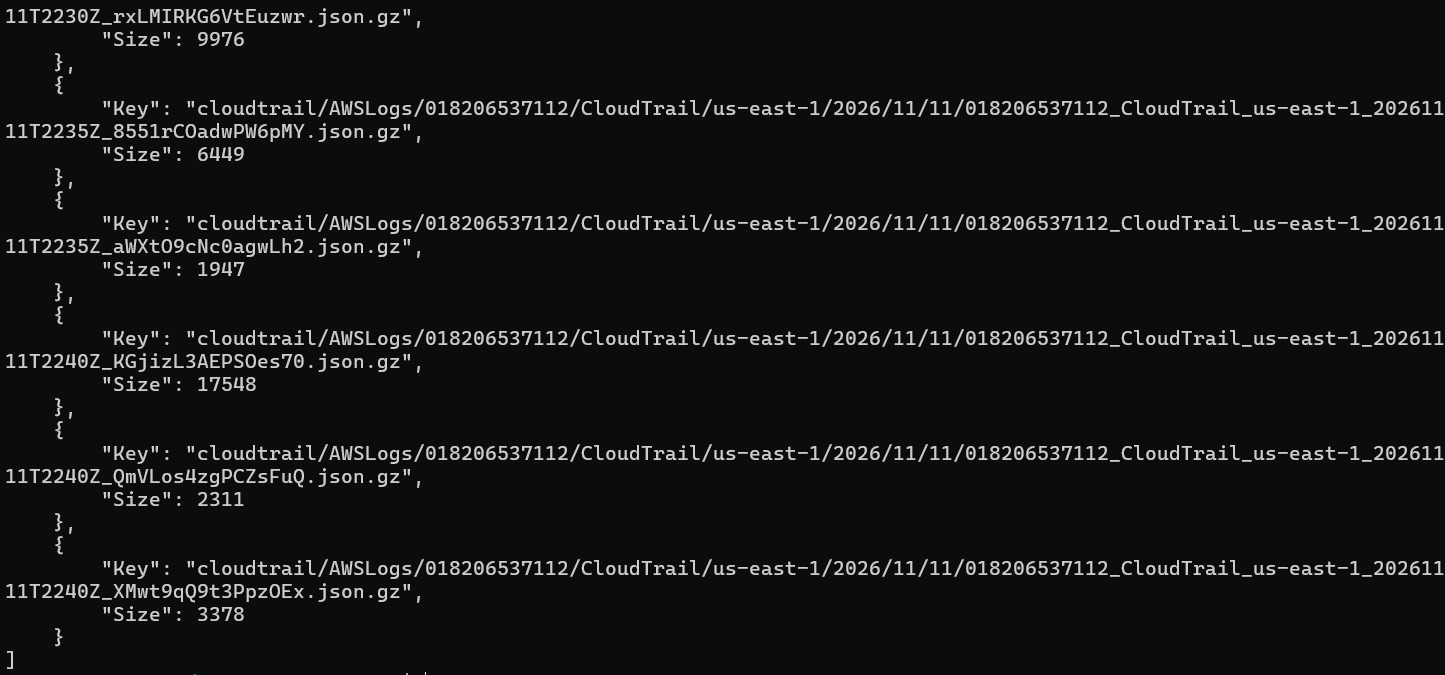 11T2230Z_rxLMIRKG6VtEuzwr.json.gz",
        "Size": 9976
    },
    {
        "Key": "cloudtrail/AWSLogs/018206537112/CloudTrail/us-east-1/2026/11/11/018206537112_CloudTrail_us-east-1_202611
11T2235Z_8551rCOadwPW6pMY.json.gz",
        "Size": 6449
    },
    {
        "Key": "cloudtrail/AWSLogs/018206537112/CloudTrail/us-east-1/2026/11/11/018206537112_CloudTrail_us-east-1_202611
11T2235Z_aWXtO9cNc0agwLh2.json.gz",
        "Size": 1947
    },
    {
        "Key": "cloudtrail/AWSLogs/018206537112/CloudTrail/us-east-1/2026/11/11/018206537112_CloudTrail_us-east-1_202611
11T2240Z_KGjizL3AEPSOes70.json.gz",
        "Size": 17548
    },
    {
        "Key": "cloudtrail/AWSLogs/018206537112/CloudTrail/us-east-1/2026/11/11/018206537112_CloudTrail_us-east-1_202611
11T2240Z_QmVLos4zgPCZsFuQ.json.gz",
        "Size": 2311
    },
    {
        "Key": "cloudtrail/AWSLogs/018206537112/CloudTrail/us-east-1/2026/11/11/018206537112_CloudTrail_us-east-1_202611
11T2240Z_XMwt9qQ9t3PpzOEx.json.gz",
        "Size": 3378
    }
]